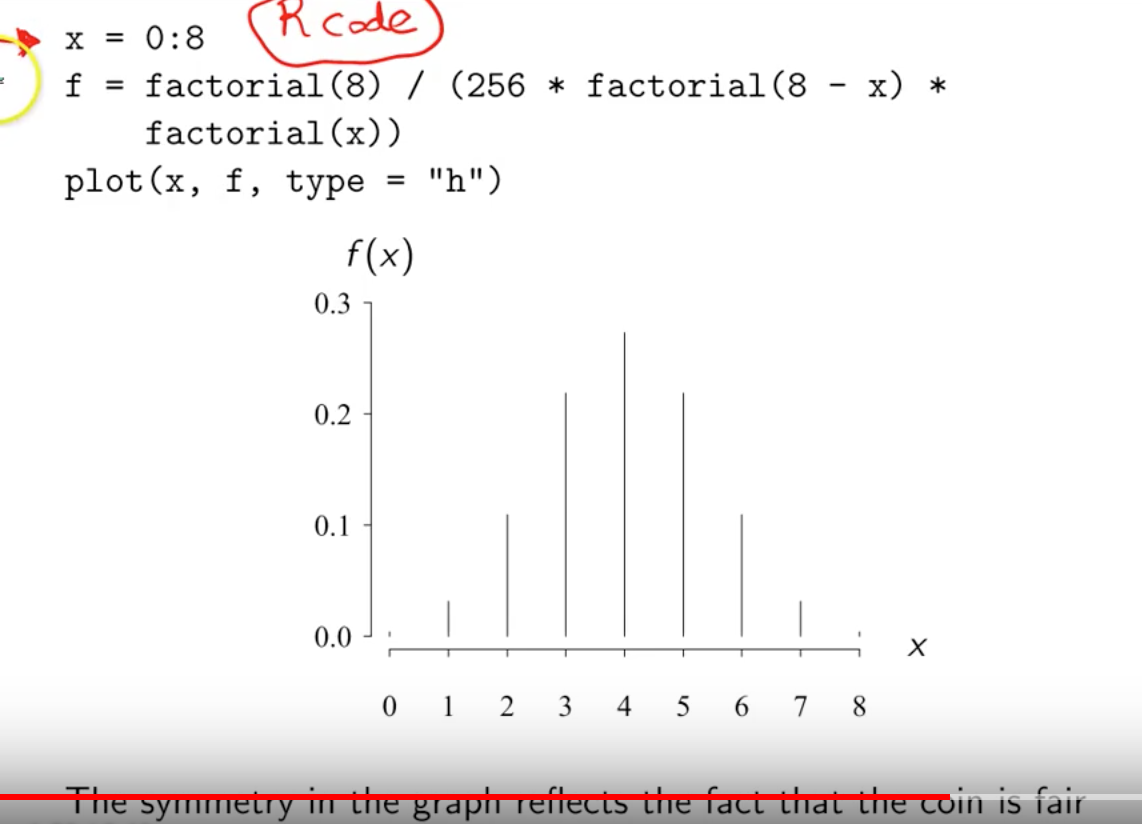 R code
x = 0:8
f = factorial(8) / (256 * factorial(8 - x) *
factorial(x))
plot(x, f, type = "h")
f(x)
0.3
0.2
0.1
0.0
x
0 1 2 3 4 5 6 7 8
The symmetry in the graph reflects the fact that the coin is fair